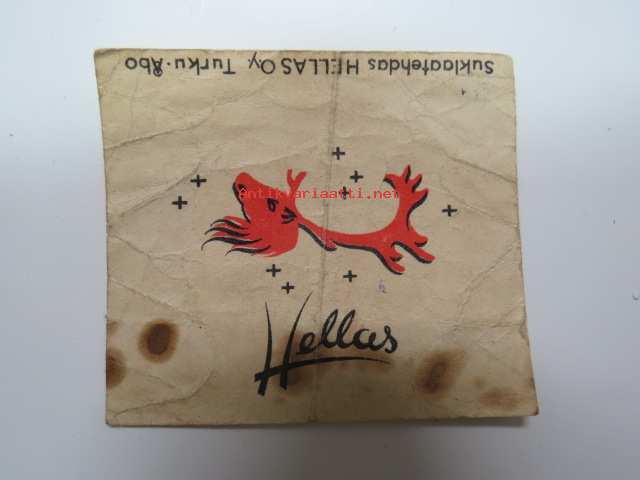 Suklaatehdas HELLAS Oy, Turku-Åbo
Antikvariaatti.net
Hellas